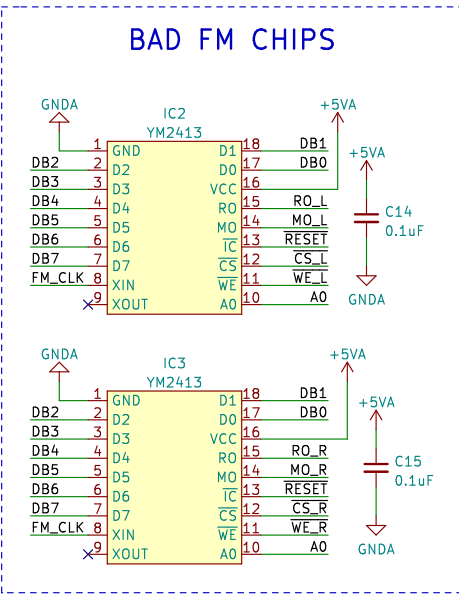 BAD FM CHIPS
GNDA
IC2
YM2413
+5VA
1 GND D1 18 DB1
DB2 2 D2 D0 17 DB0
DB3 3 D3 VCC 16
DB4 4 D4 RO 15 RO_L
DB5 5 D5 MO 14 MO_L
DB6 6 D6 IC 13 RESET
DB7 7 D7 CS 12 CS_L
FM_CLK 8 XIN WE 11 WE_L
9 XOUT A0 10 A0
+5VA
C14
0.1uF
GNDA
GNDA
IC3
YM2413
+5VA
1 GND D1 18 DB1
DB2 2 D2 D0 17 DB0
DB3 3 D3 VCC 16
DB4 4 D4 RO 15 RO_R
DB5 5 D5 MO 14 MO_R
DB6 6 D6 IC 13 RESET
DB7 7 D7 CS 12 CS_R
FM_CLK 8 XIN WE 11 WE_R
9 XOUT A0 10 A0
+5VA
C15
0.1uF
GNDA